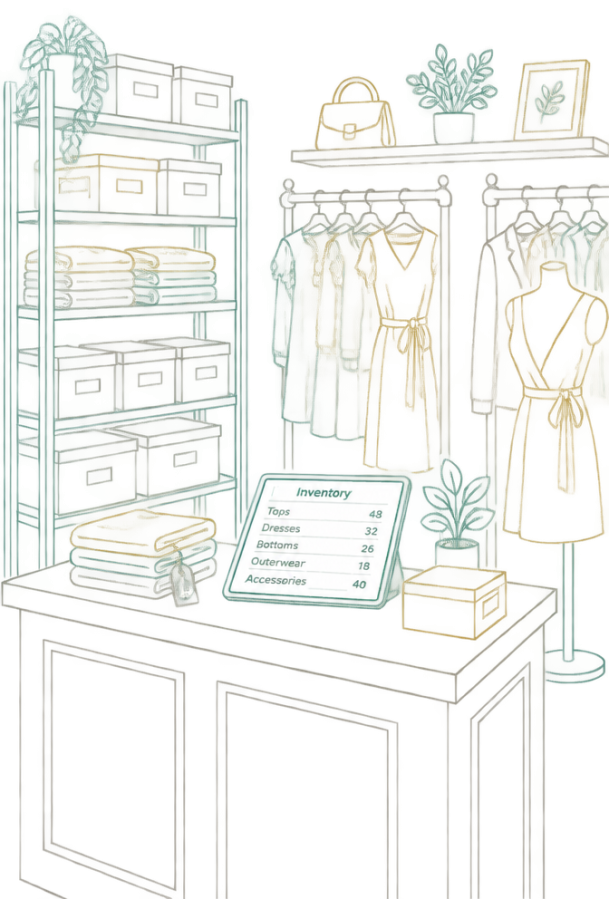 Inventory
Tops 48
Dresses 32
Bottoms 26
Outerwear 18
Accessories 40